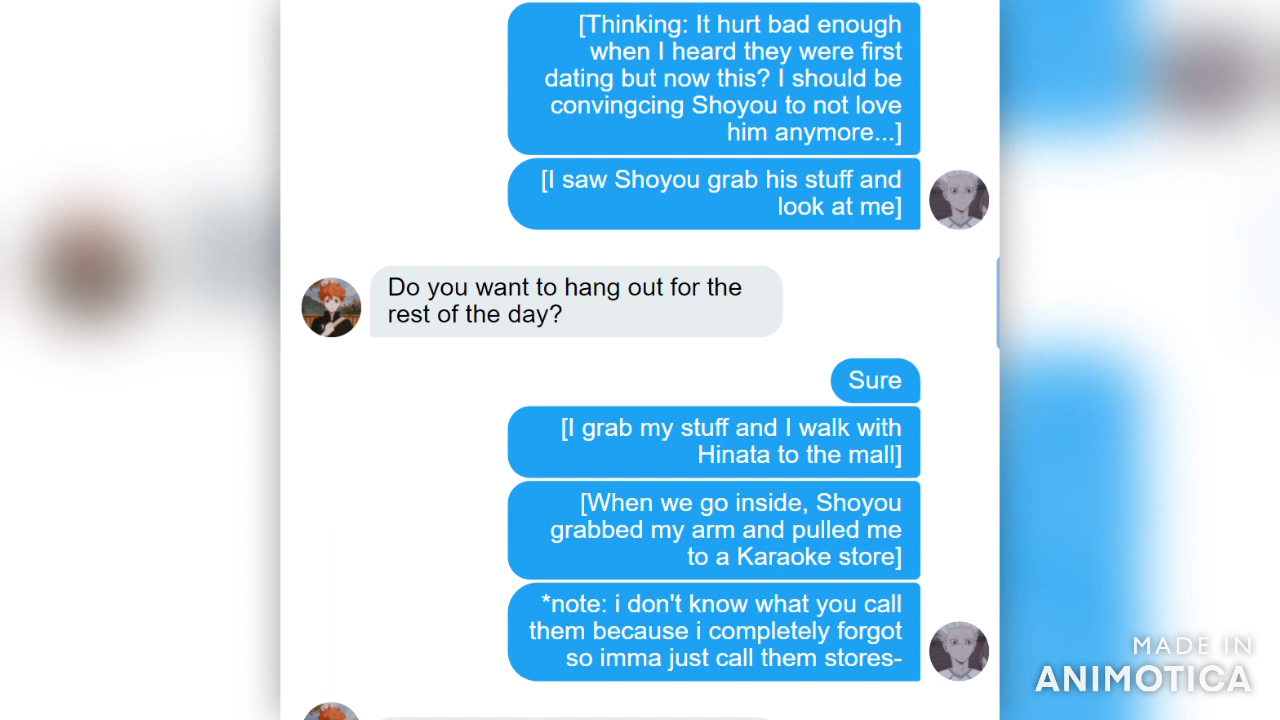 [Thinking: It hurt bad enough
when I heard they were first
dating but now this? I should be
convingcing Shoyou to not love
him anymore...]
[I saw Shoyou grab his stuff and
look at me]
Do you want to hang out for the
rest of the day?
Sure
[I grab my stuff and I walk with
Hinata to the mall]
[When we go inside, Shoyou
grabbed my arm and pulled me
to a Karaoke store]
*note: i don't know what you call
them because i completely forgot
so imma just call them stores-
MADE IN
ANIMOTICA